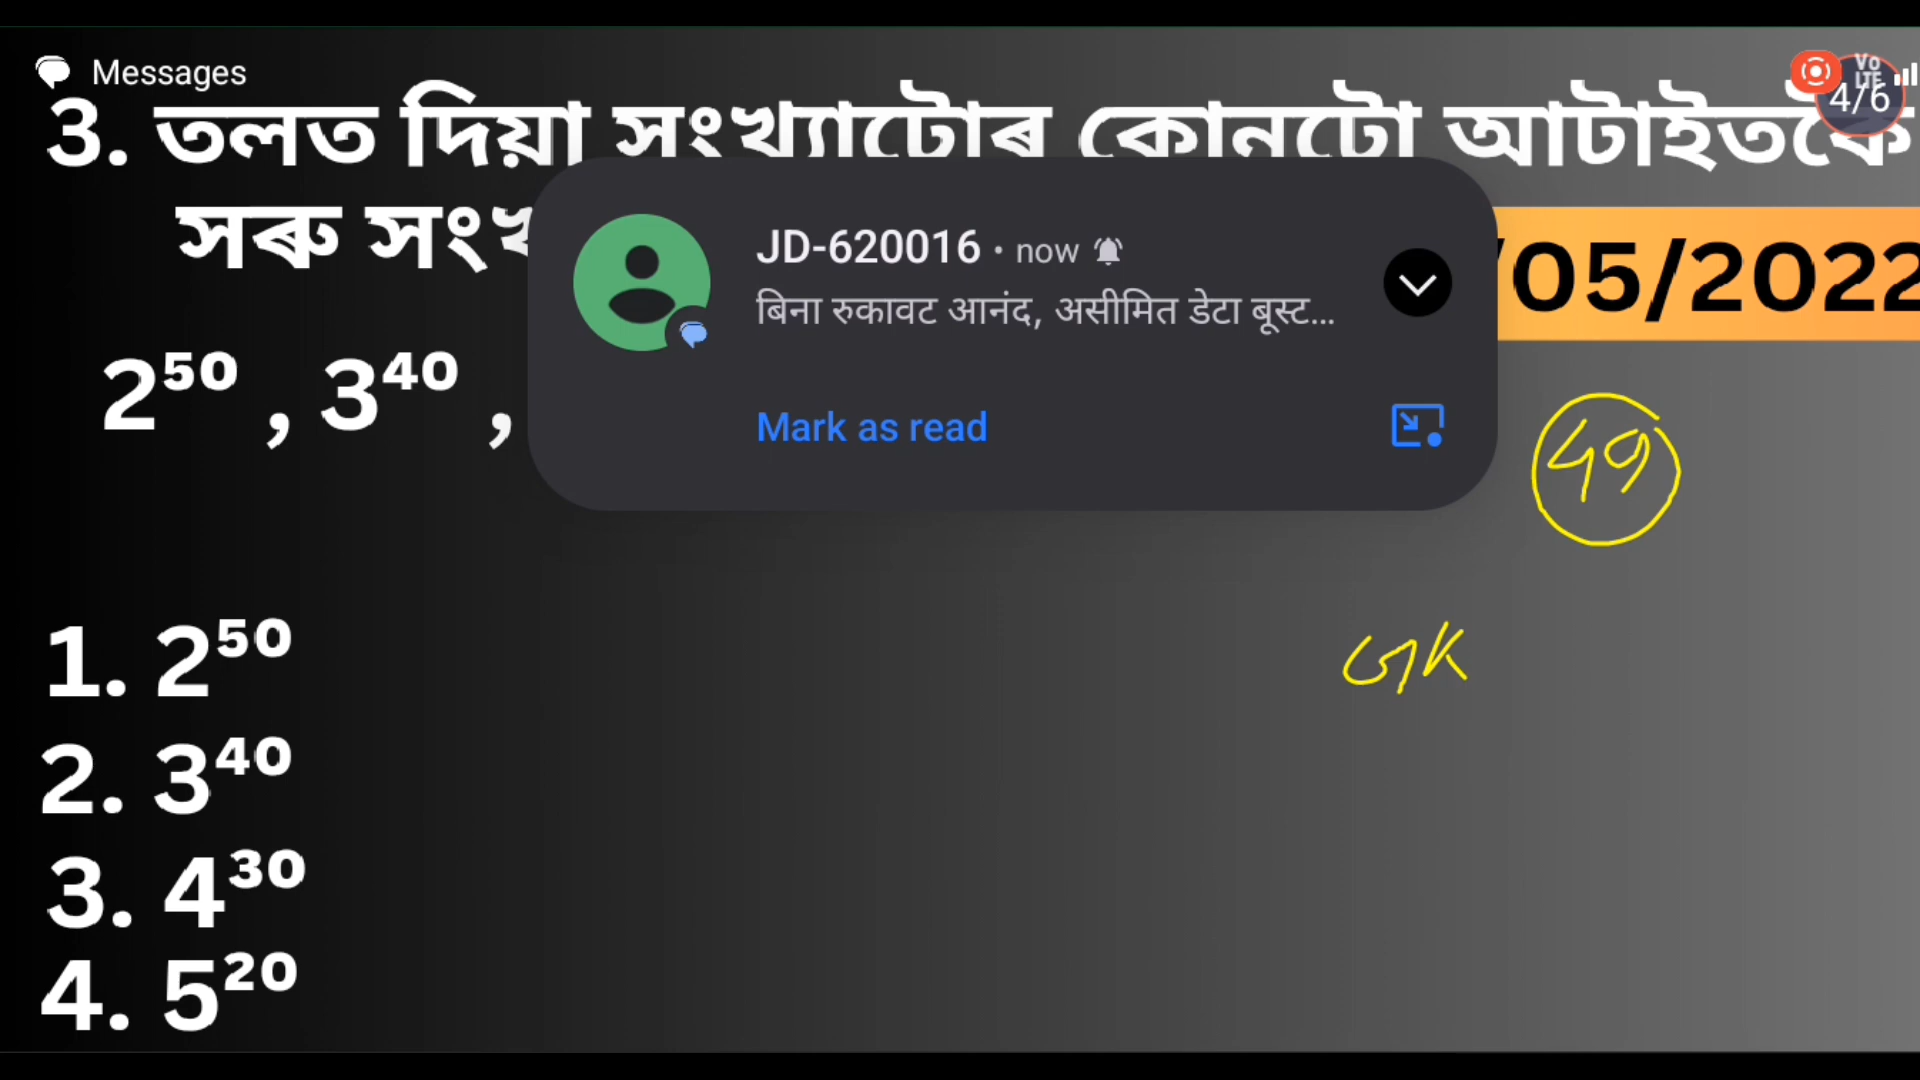 Messages
VoLTE
4/6
3. তলত দিয়া সংখ্যাটোৰ কোনটো আটাইতকৈ
সৰু
JD-620016 • now
/05/2022
बिना रुकावट आनंद, असीमित डेटा बूस्ट...
2⁵⁰ , 3⁴⁰ ,
Mark as read
49
GK
1. 2⁵⁰
2. 3⁴⁰
3. 4³⁰
4. 5²⁰